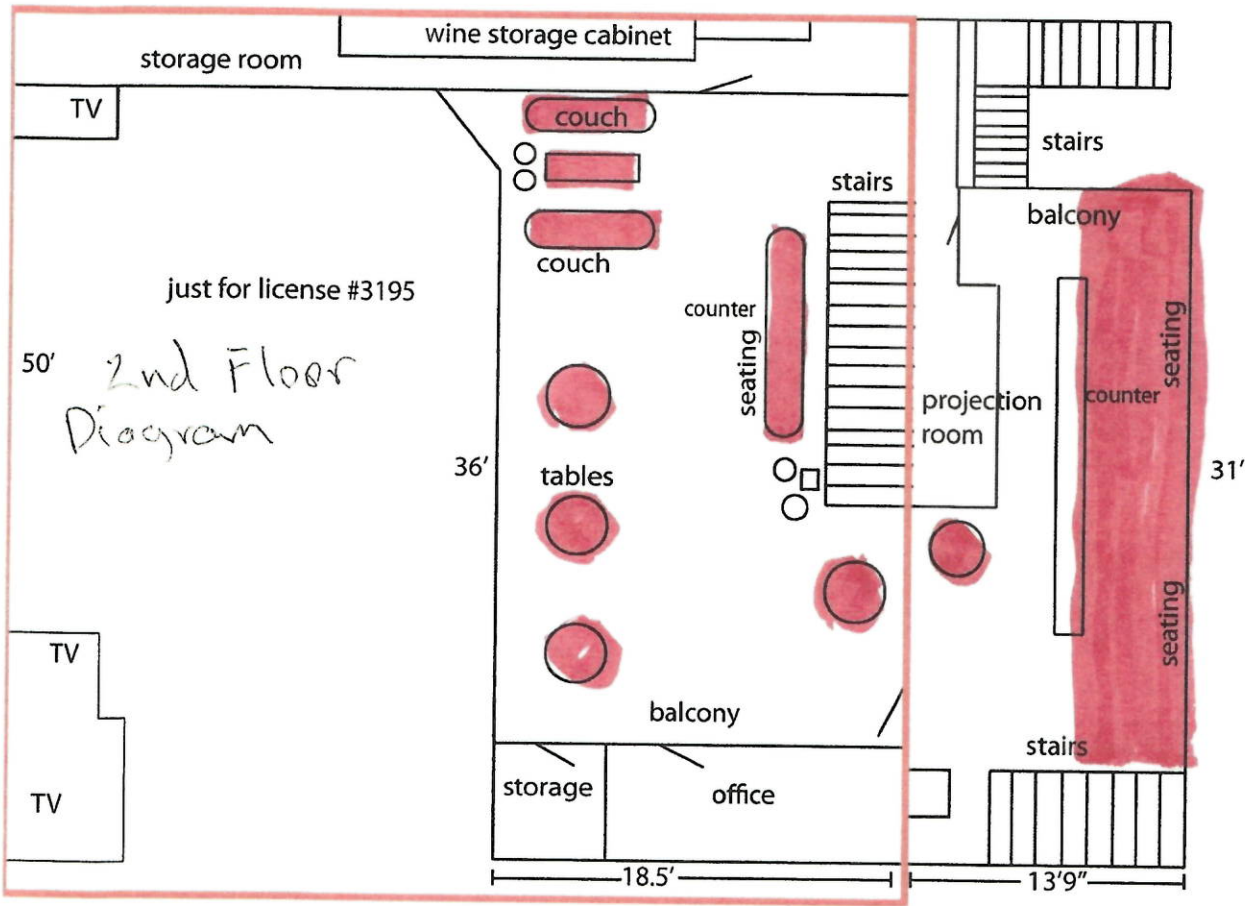 wine storage cabinet
storage room
TV
couch
stairs
stairs
balcony
couch
just for license #3195
counter
seating
seating
50'
2nd Floor
Diagram
projection
room
counter
36'
tables
31'
seating
TV
balcony
stairs
storage
office
TV
18.5'
13'9"